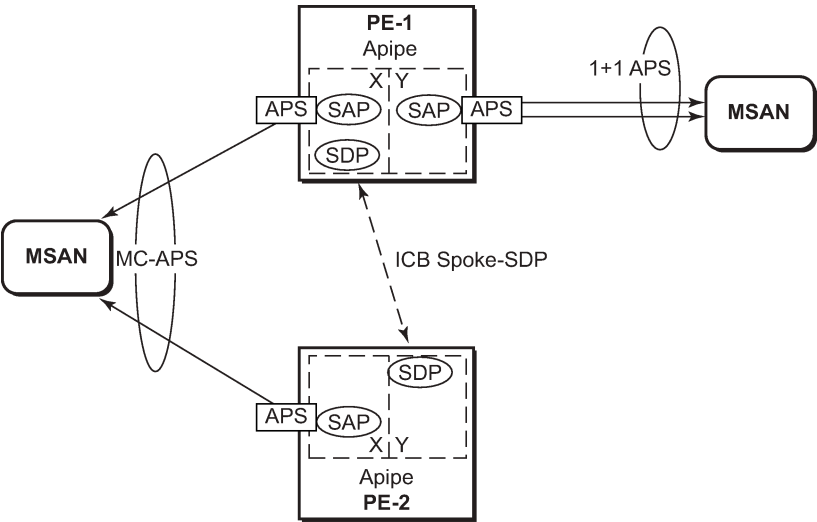 PE-1
Apipe
X Y
1+1 APS
APS SAP SAP APS
MSAN
SDP
MSAN
MC-APS
ICB Spoke-SDP
SDP
APS SAP
X Y
Apipe
PE-2